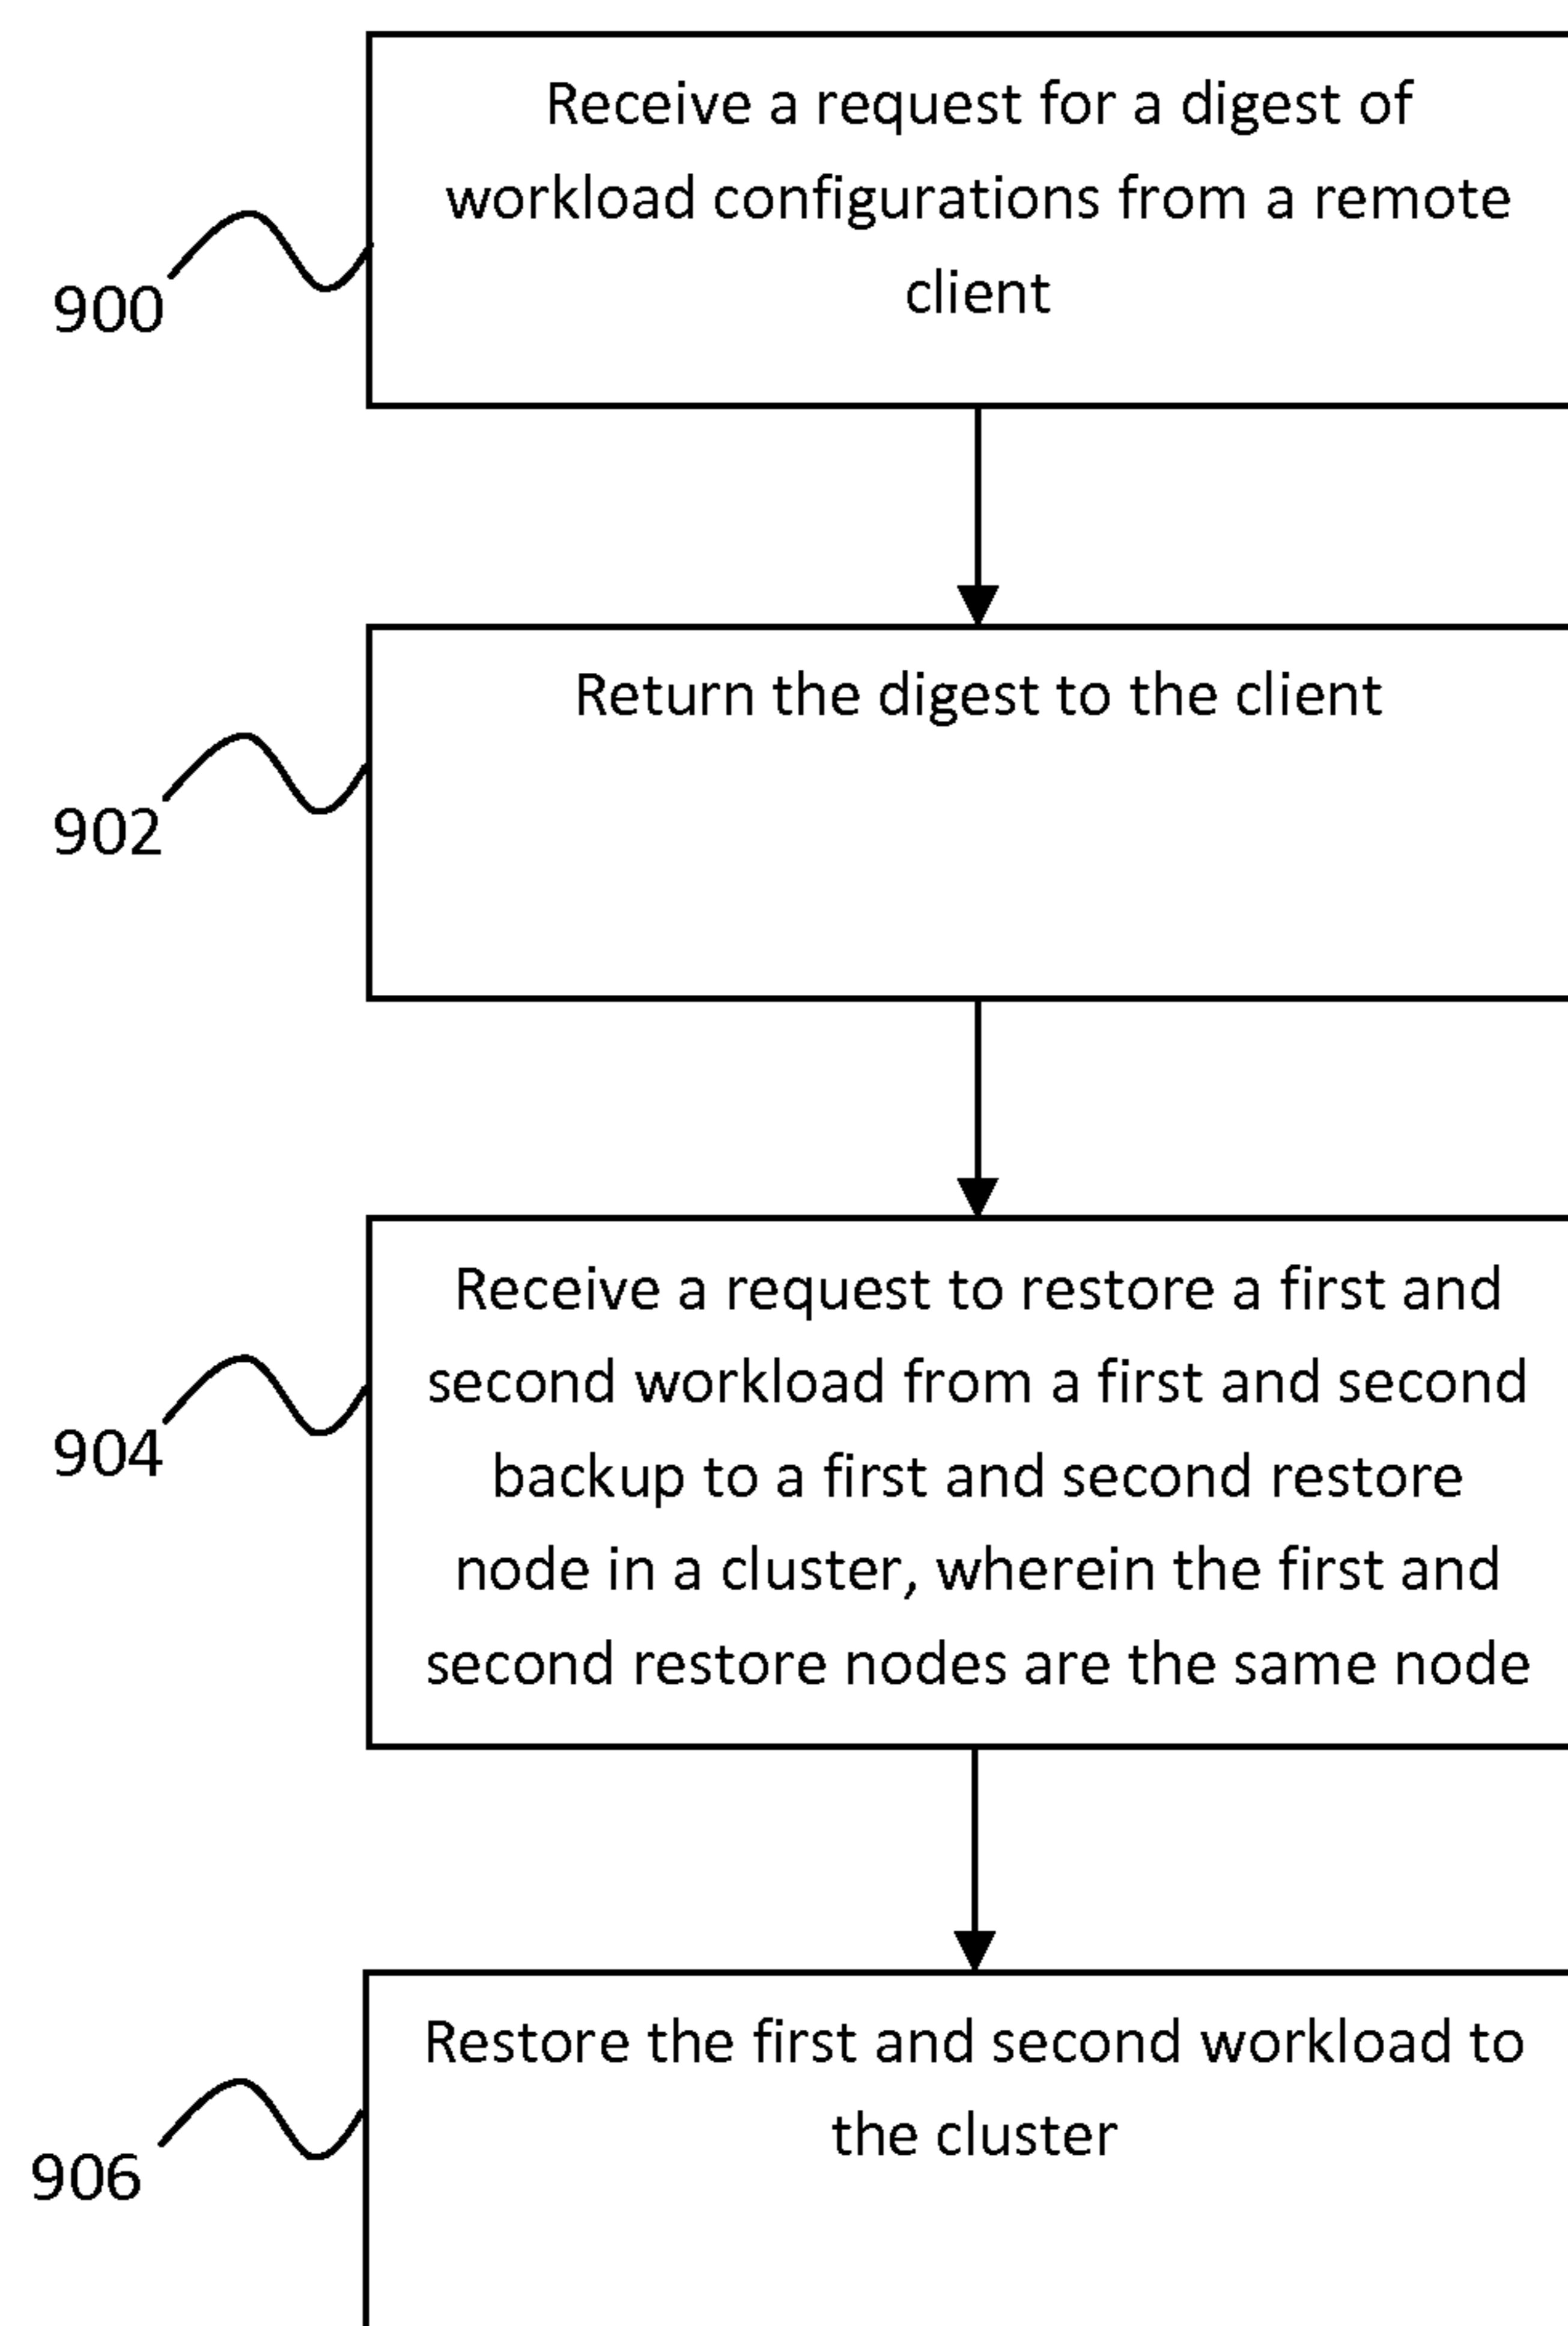 Receive a request for a digest of
workload configurations from a remote
client
900
Return the digest to the client
902
Receive a request to restore a first and
second workload from a first and second
backup to a first and second restore
node in a cluster, wherein the first and
second restore nodes are the same node
904
Restore the first and second workload to
the cluster
906